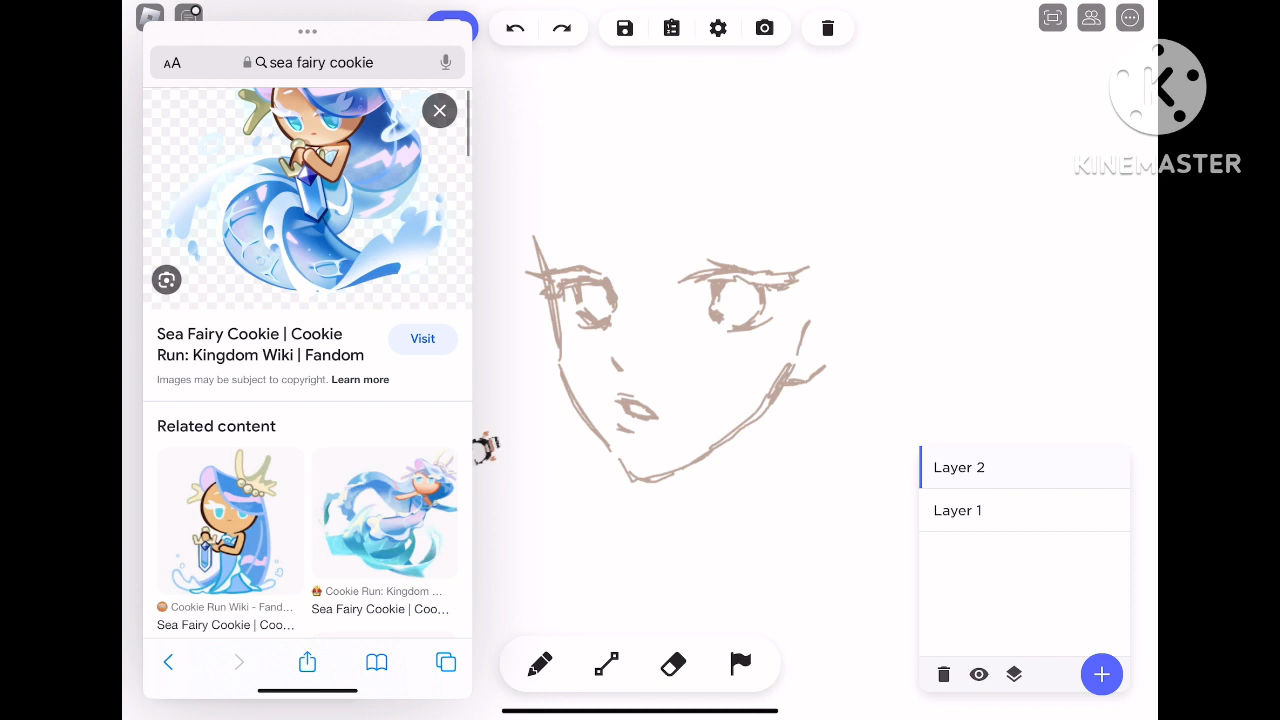 AA
sea fairy cookie
KINEMASTER
Sea Fairy Cookie | Cookie
Run: Kingdom Wiki | Fandom
Visit
Images may be subject to copyright. Learn more
Related content
Cookie Run Wiki - Fand...
Sea Fairy Cookie | Coo...
Cookie Run: Kingdom ...
Sea Fairy Cookie | Coo...
Layer 2
Layer 1